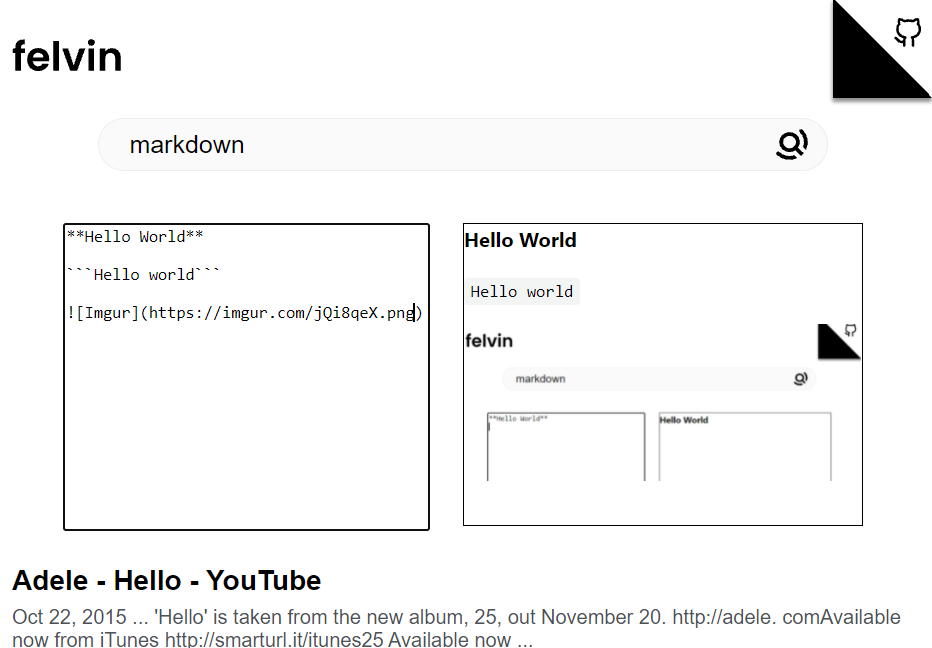 felvin
markdown
**Hello World**
```Hello world```
![Imgur](https://imgur.com/jQi8qeX.png)
Hello World
Hello world
felvin
markdown
**Hello World**
Hello World
Adele - Hello - YouTube
Oct 22, 2015 ... 'Hello' is taken from the new album, 25, out November 20. http://adele. comAvailable
now from iTunes http://smarturl.it/itunes25 Available now ...